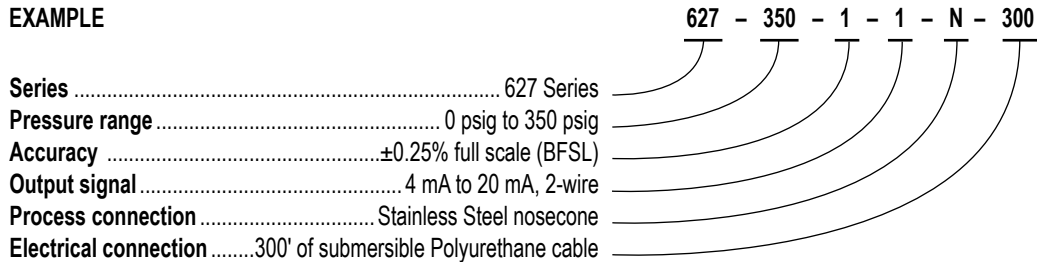 EXAMPLE 627 – 350 – 1 – 1 – N – 300
Series ................................................................................ 627 Series
Pressure range .................................................... 0 psig to 350 psig
Accuracy ..................................................±0.25% full scale (BFSL)
Output signal ................................................ 4 mA to 20 mA, 2-wire
Process connection ................................ Stainless Steel nosecone
Electrical connection ........300' of submersible Polyurethane cable